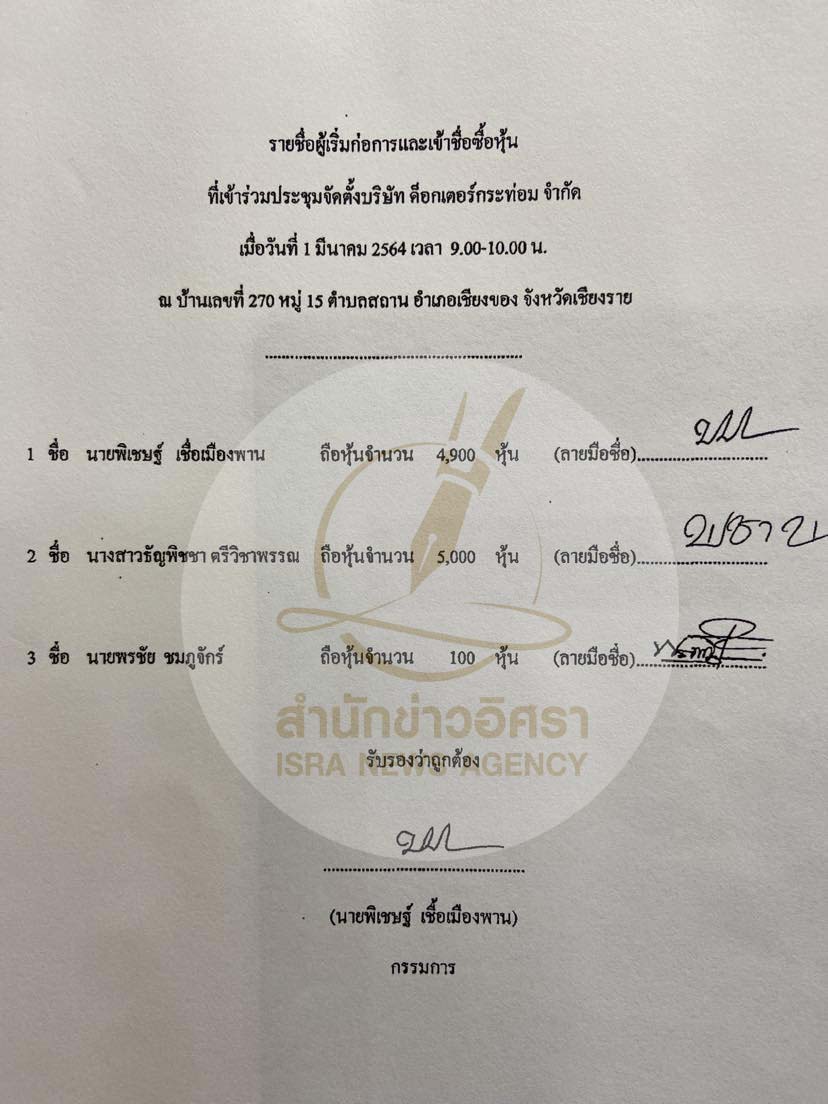 รายชื่อผู้เริ่มก่อการและเข้าชื่อซื้อหุ้น
ที่เข้าร่วมประชุมจัดตั้งบริษัท ด็อกเตอร์กระท่อม จำกัด
เมื่อวันที่ 1 มีนาคม 2564 เวลา 9.00-10.00 น.
ณ บ้านเลขที่ 270 หมู่ 15 ตำบลสถาน อำเภอเชียงของ จังหวัดเชียงราย
1 ชื่อ นายพิเชษฐ์ เชื่อเมืองพาน ถือหุ้นจำนวน 4,900 หุ้น (ลายมือชื่อ)
2 ชื่อ นางสาวธัญพิชชา ตรีวิชาพรรณ ถือหุ้นจำนวน 5,000 หุ้น (ลายมือชื่อ)
3 ชื่อ นายพรชัย ชมภูจักร์ ถือหุ้นจำนวน 100 หุ้น (ลายมือชื่อ)
สำนักข่าวอิศรา
รับรองว่าถูกต้อง
ISRA NEWS AGENCY
(นายพิเชษฐ์ เชื้อเมืองพาน)
กรรมการ